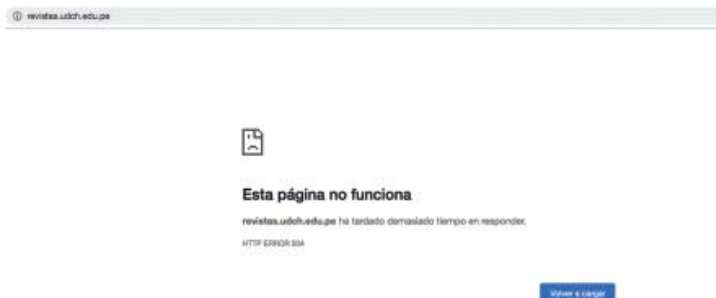 revistas.udch.edu.pe
Esta página no funciona
revistas.udch.edu.pe ha tardado demasiado tiempo en responder.
HTTP ERROR 504
Volver a cargar